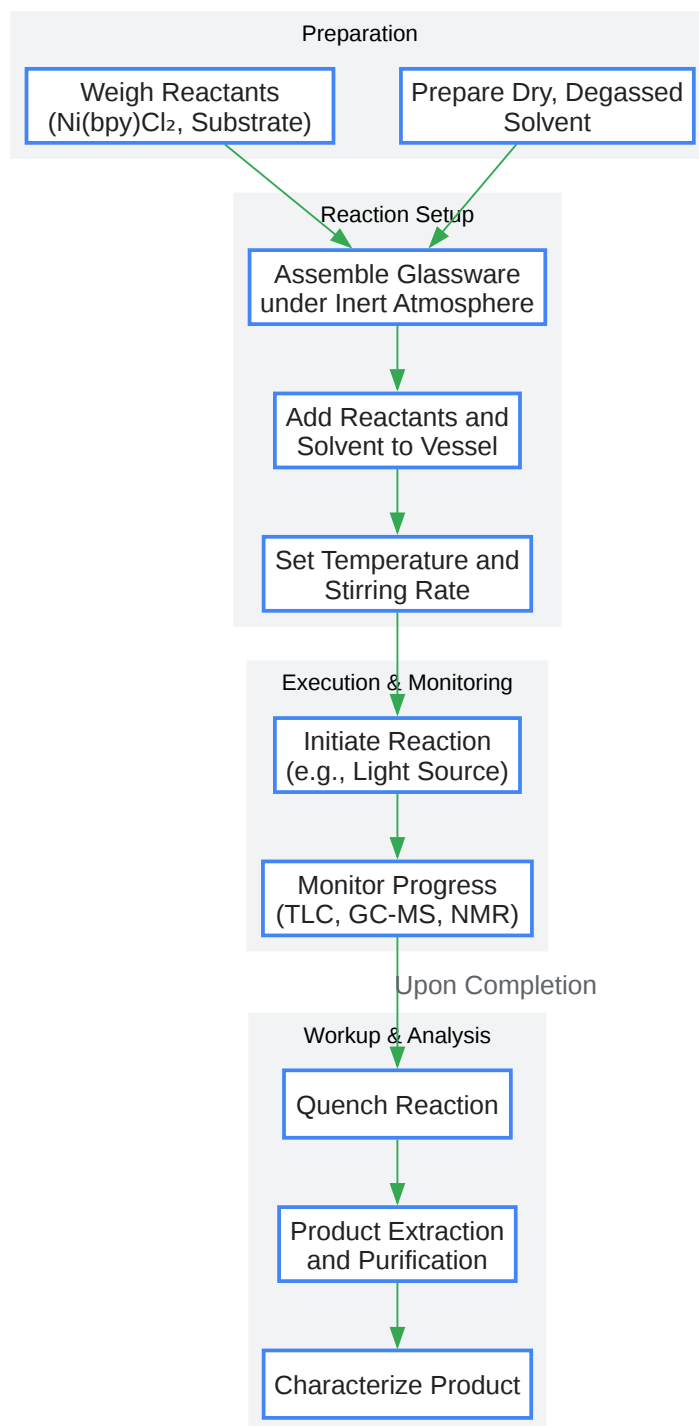 Preparation
Weigh Reactants
(Ni(bpy)Cl₂, Substrate)
Prepare Dry, Degassed
Solvent
Reaction Setup
Assemble Glassware
under Inert Atmosphere
Add Reactants and
Solvent to Vessel
Set Temperature and
Stirring Rate
Execution & Monitoring
Initiate Reaction
(e.g., Light Source)
Monitor Progress
(TLC, GC-MS, NMR)
Upon Completion
Workup & Analysis
Quench Reaction
Product Extraction
and Purification
Characterize Product